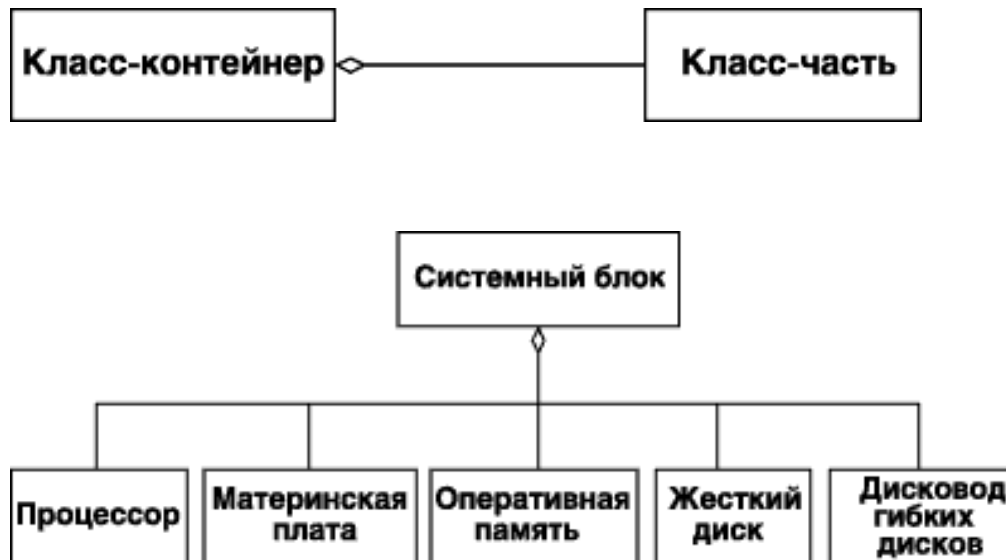 Класс-контейнер
Класс-часть
Системный блок
Процессор
Материнская
плата
Оперативная
память
Жесткий
диск
Дисковод
гибких
дисков